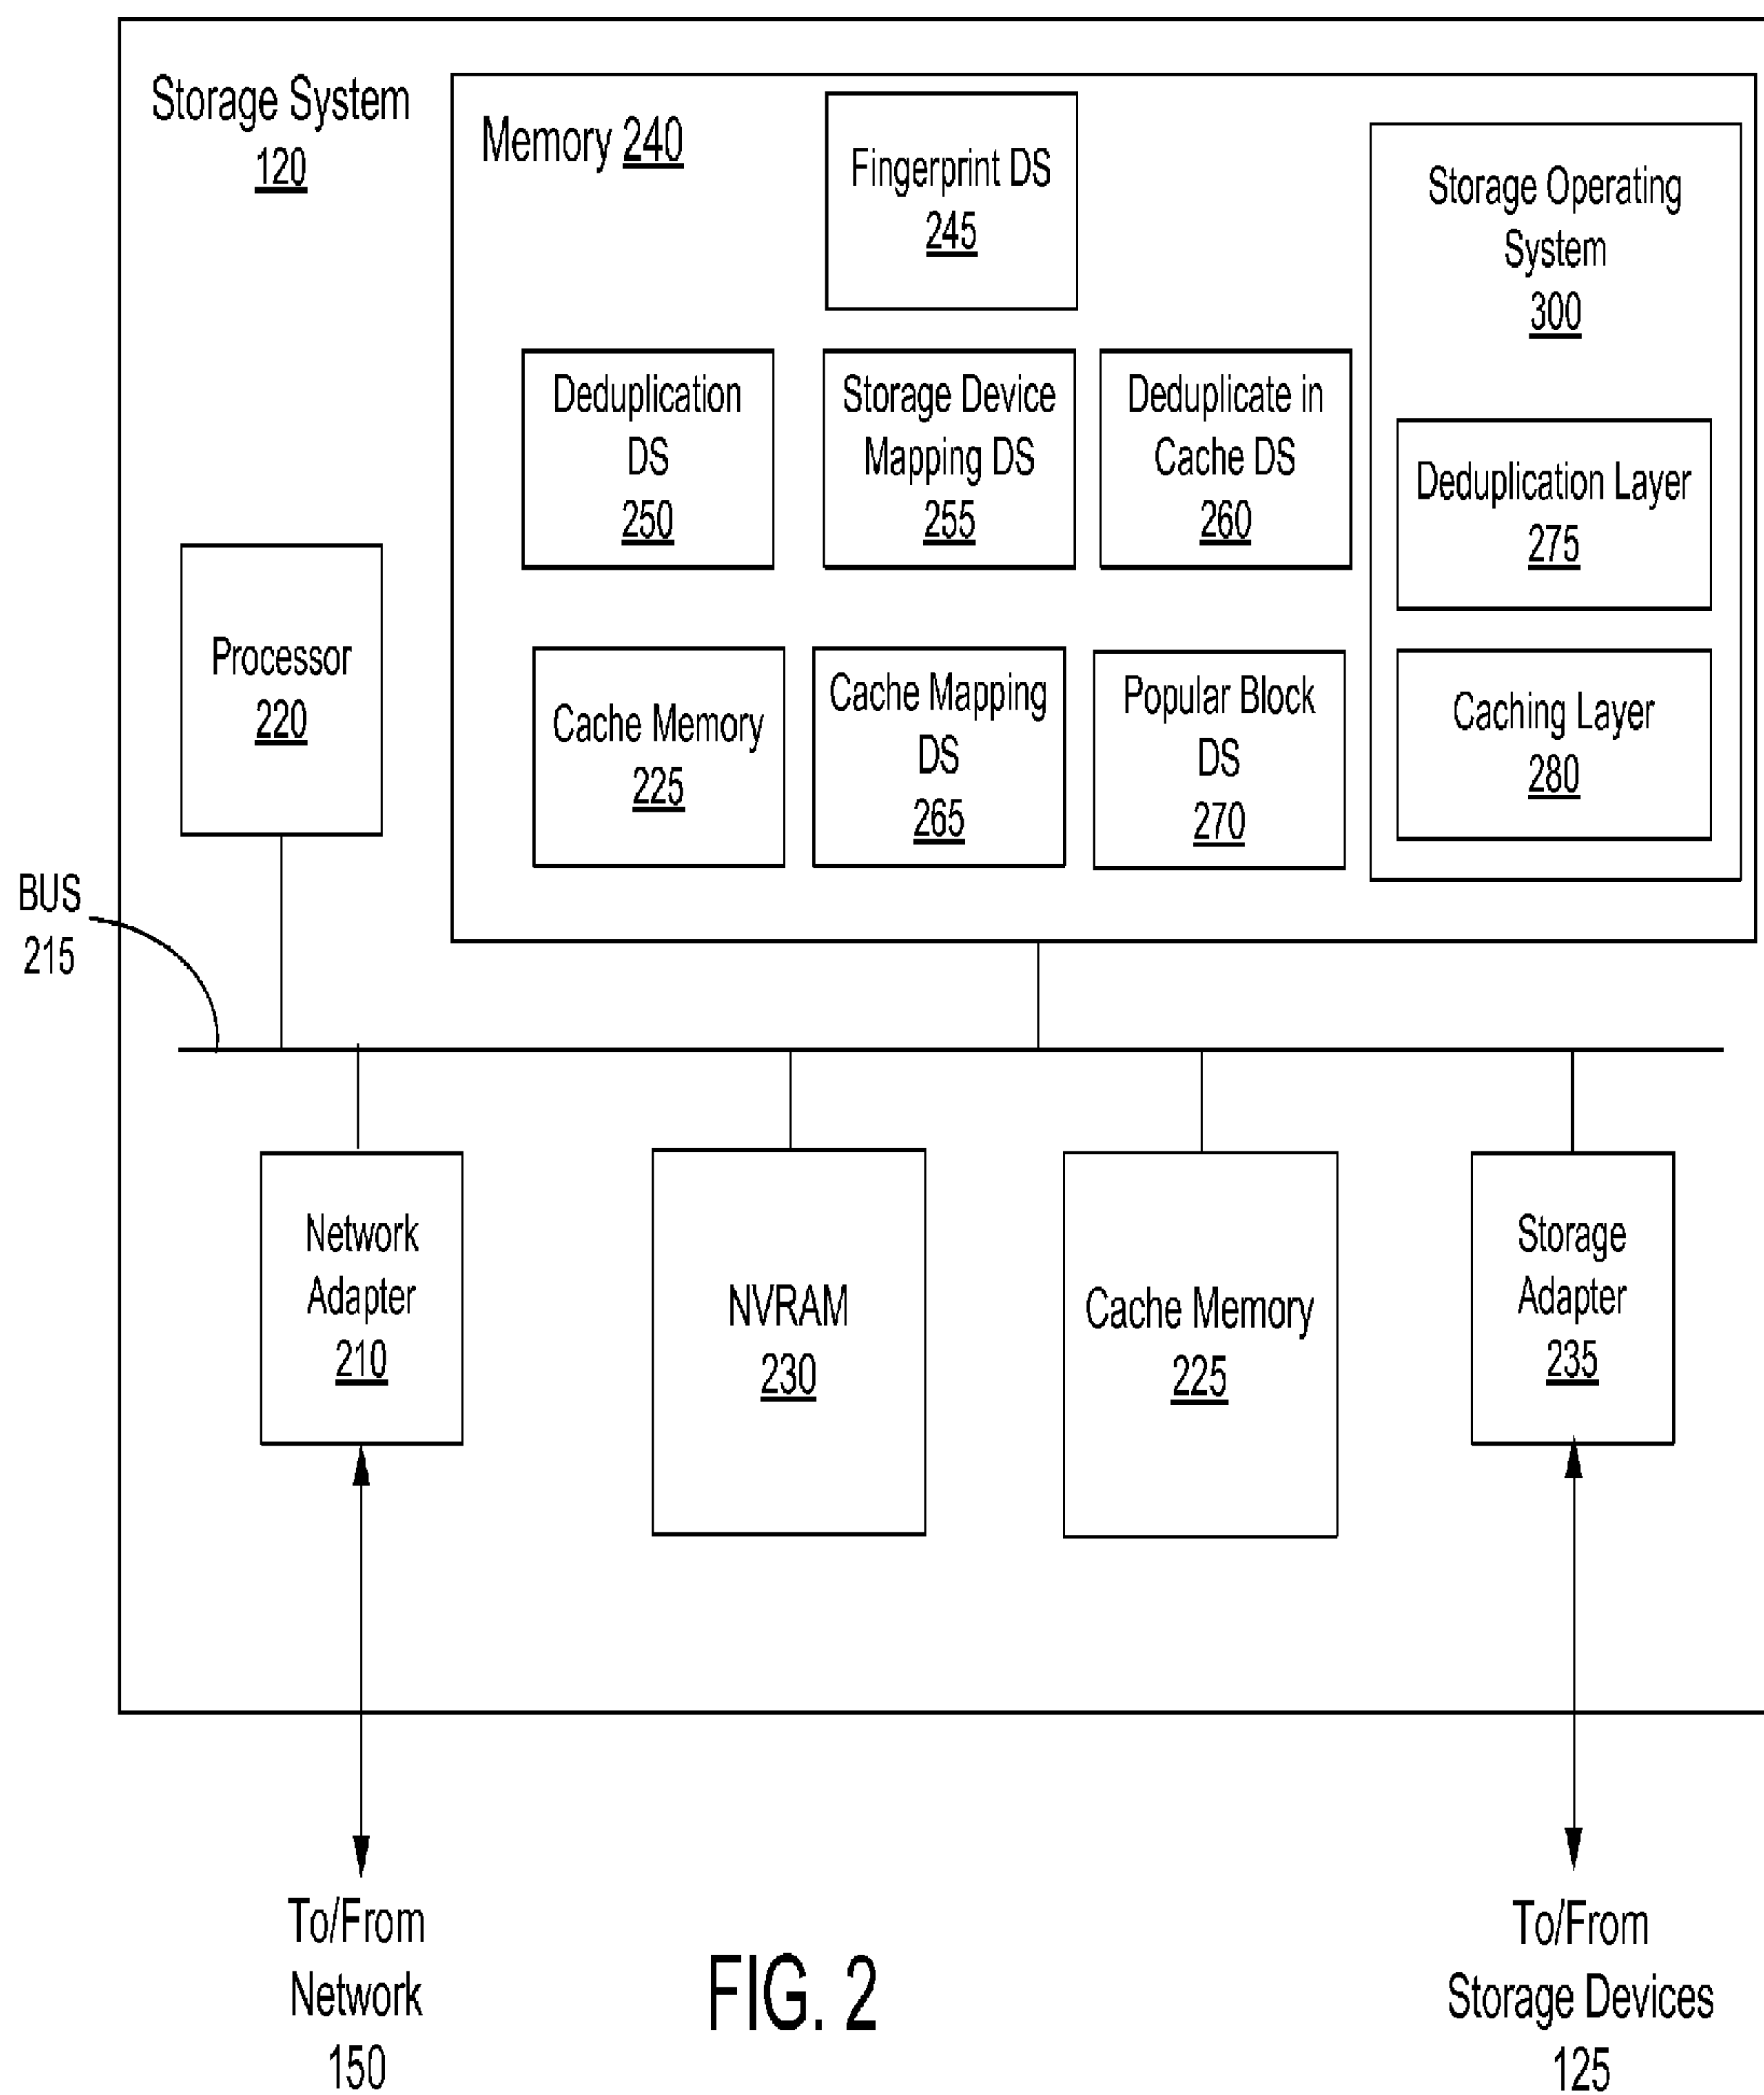 Storage System
120
Memory 240
Fingerprint DS
245
Storage Operating
System
300
Deduplication
DS
250
Storage Device
Mapping DS
255
Deduplicate in
Cache DS
260
Deduplication Layer
275
Processor
220
Cache Memory
225
Cache Mapping
DS
265
Popular Block
DS
270
Caching Layer
280
BUS
215
Network
Adapter
210
NVRAM
230
Cache Memory
225
Storage
Adapter
235
To/From
Network
150
FIG. 2
To/From
Storage Devices
125